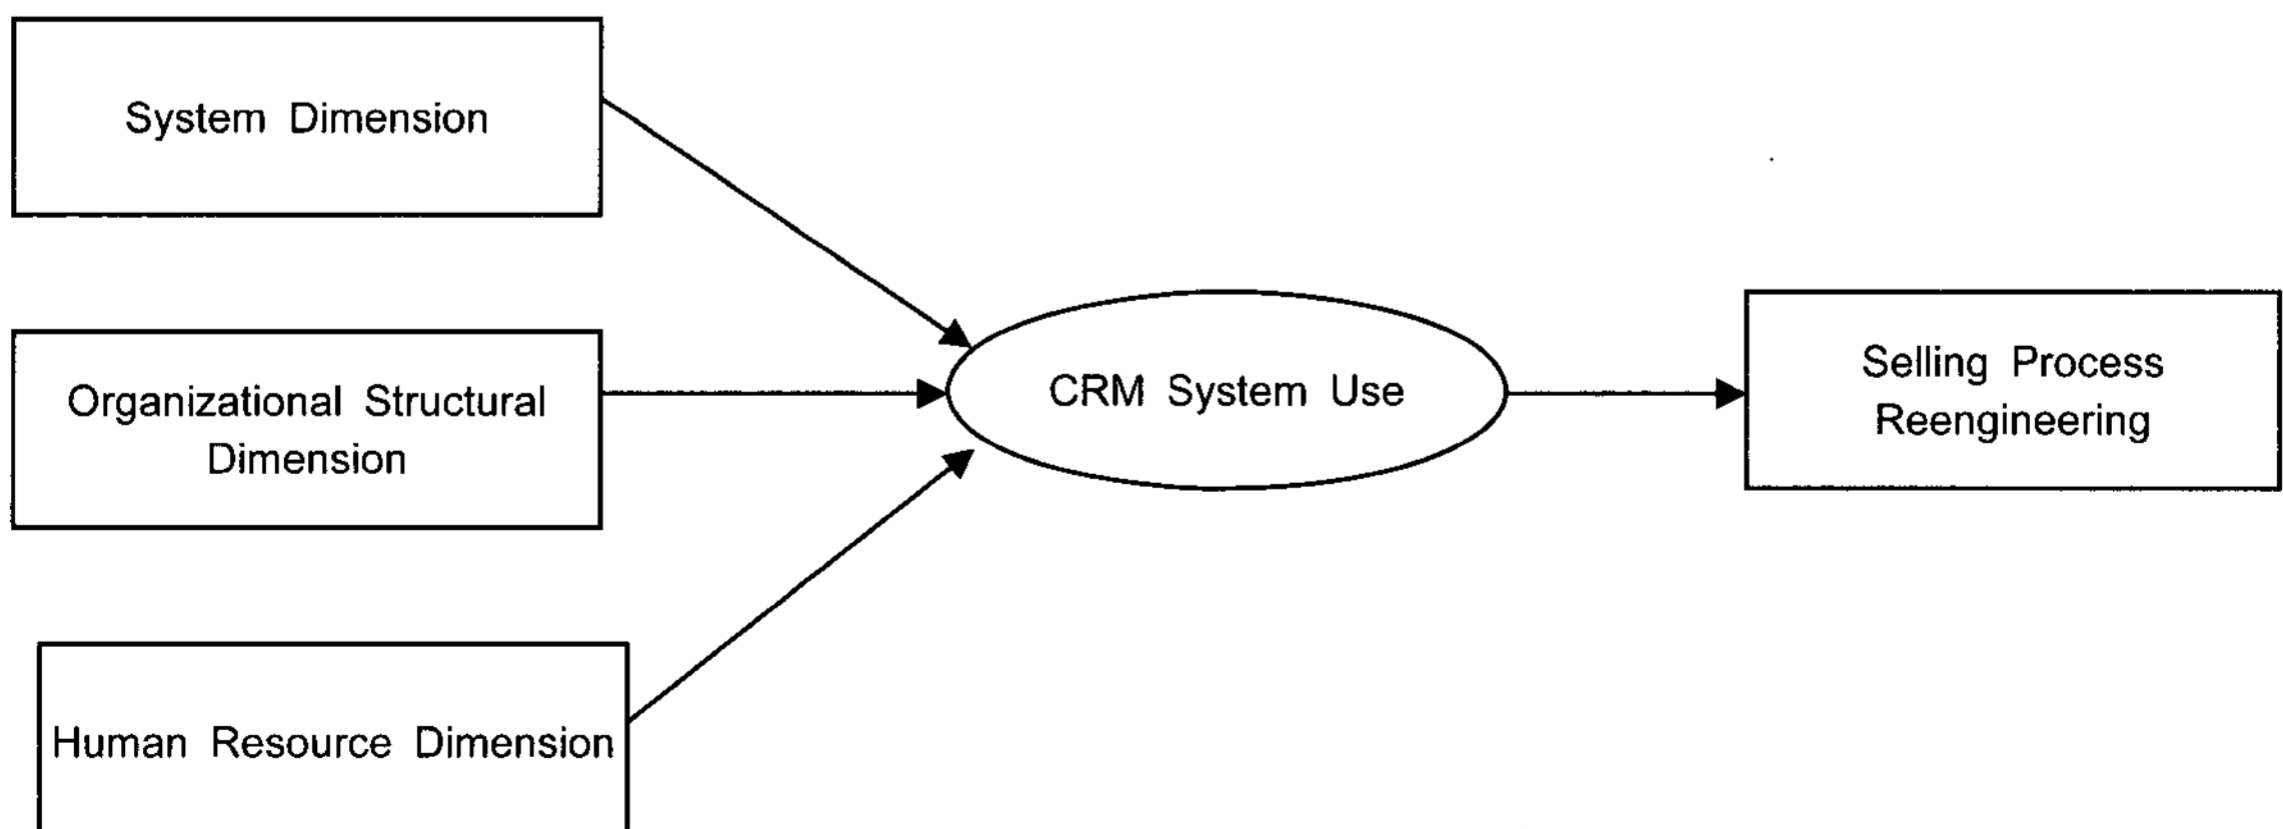 System Dimension
Organizational Structural
Dimension
Human Resource Dimension
CRM System Use
Selling Process
Reengineering